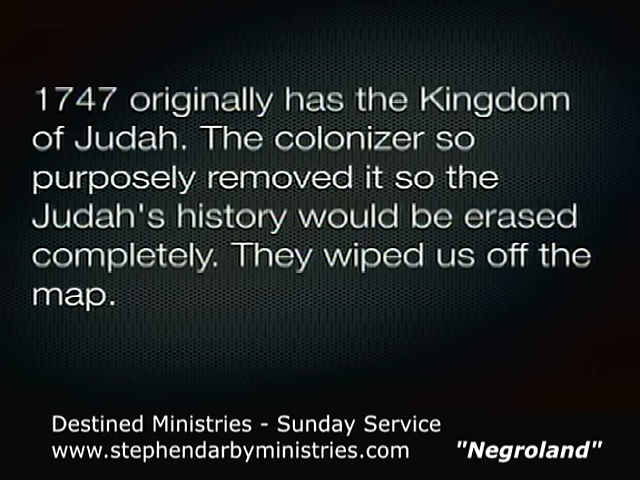 1747 originally has the Kingdom
of Judah. The colonizer so
purposely removed it so the
Judah's history would be erased
completely. They wiped us off the
map.
Destined Ministries - Sunday Service
www.stephendarbyministries.com "Negroland"